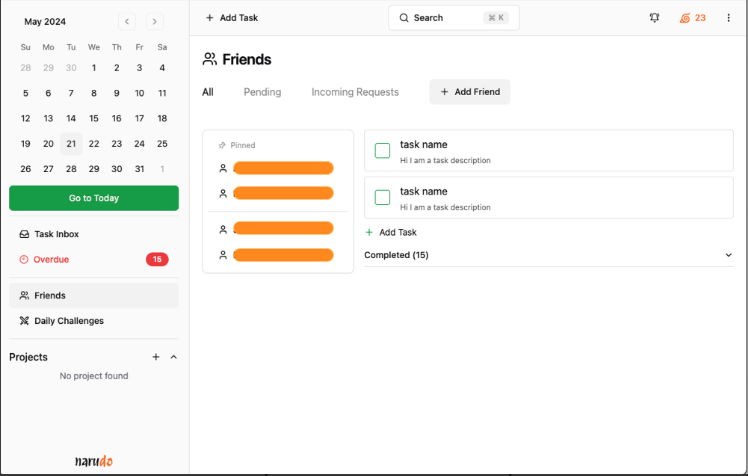 May 2024
Su Mo Tu We Th Fr Sa
28 29 30 1 2 3 4
5 6 7 8 9 10 11
12 13 14 15 16 17 18
19 20 21 22 23 24 25
26 27 28 29 30 31 1
Go to Today
Task Inbox
Overdue 15
Friends
Daily Challenges
Projects
No project found
narudo
Add Task
Search ⌘ K
23
Friends
All Pending Incoming Requests + Add Friend
Pinned
task name
Hi I am a task description
task name
Hi I am a task description
+ Add Task
Completed (15)